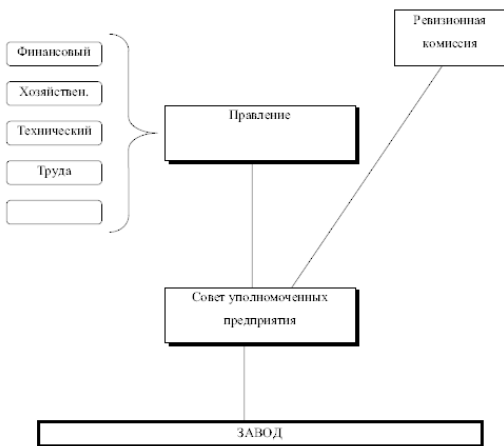 Ревизионная
комиссия
Финансовый
Хозяйствен.
Технический
Труда
Правление
Совет уполномоченных
предприятия
ЗАВОД